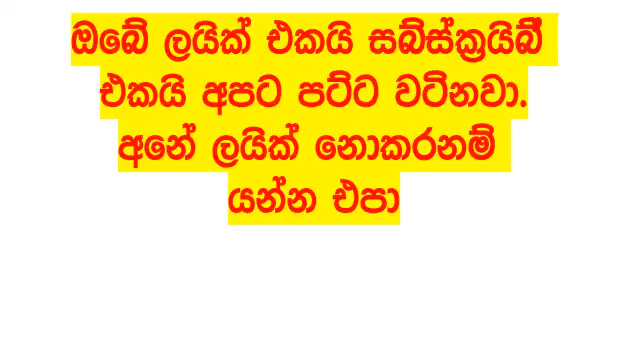 ඔබේ ලයික් එකයි සබ්ස්ක්‍රයිබ්
එකයි අපට පට්ට වටිනවා.
අනේ ලයික් නොකරනම්
යන්න එපා